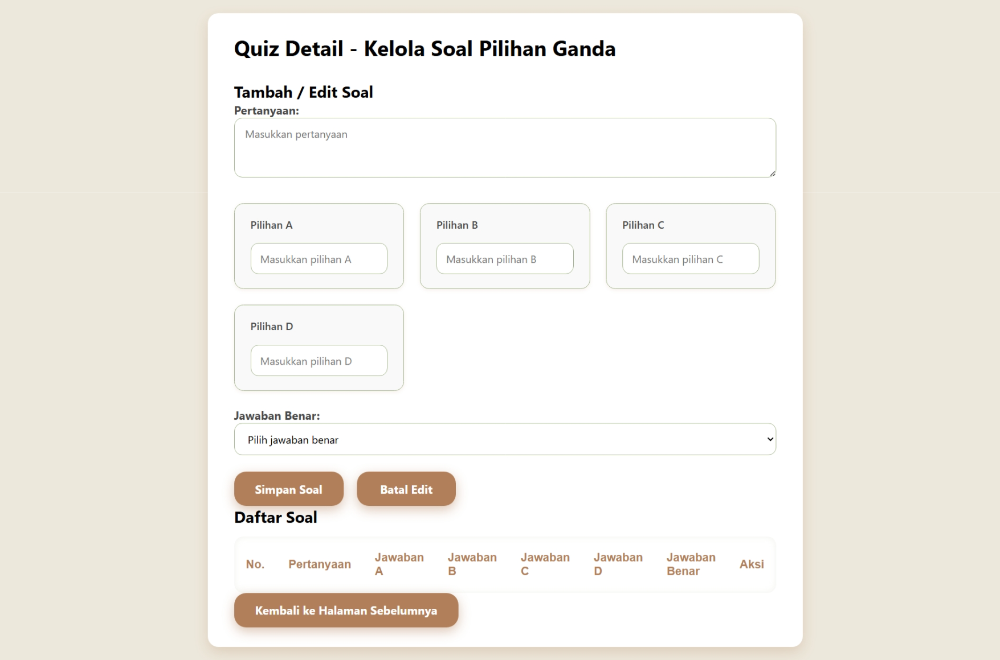 Quiz Detail - Kelola Soal Pilihan Ganda
Tambah / Edit Soal
Pertanyaan:
Masukkan pertanyaan
Pilihan A
Pilihan B
Pilihan C
Masukkan pilihan A
Masukkan pilihan B
Masukkan pilihan C
Pilihan D
Masukkan pilihan D
Jawaban Benar:
Pilih jawaban benar
Simpan Soal
Batal Edit
Daftar Soal
No.
Pertanyaan
Jawaban
A
Jawaban
B
Jawaban
C
Jawaban
D
Jawaban
Benar
Aksi
Kembali ke Halaman Sebelumnya